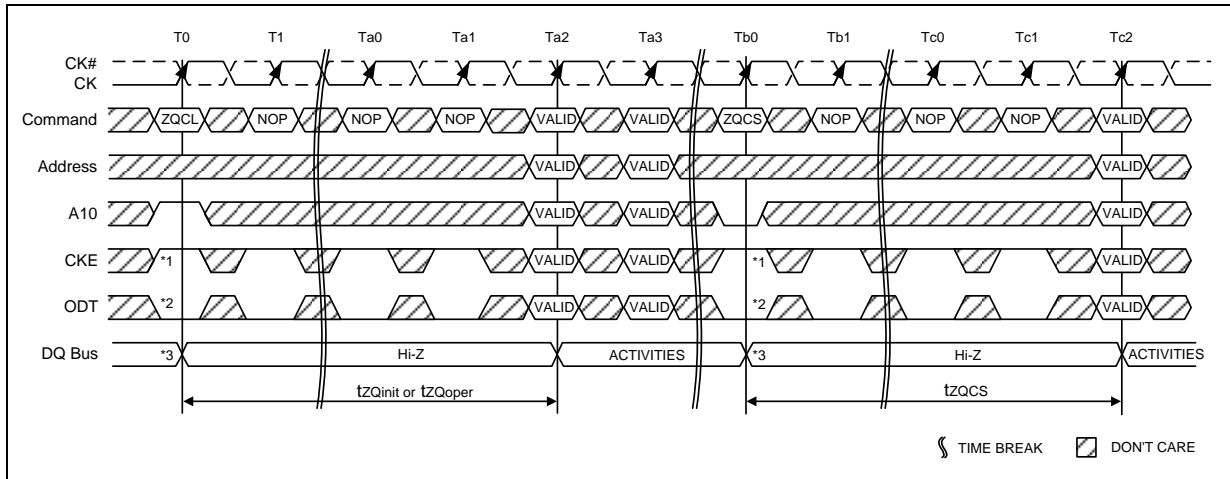 T0 T1 Ta0 Ta1 Ta2 Ta3 Tb0 Tb1 Tc0 Tc1 Tc2
CK#
CK
Command ZQCL NOP NOP NOP VALID VALID ZQCS NOP NOP NOP VALID
Address VALID VALID VALID
A10 VALID VALID VALID
CKE *1 VALID VALID *1 VALID
ODT *2 VALID VALID *2 VALID
DQ Bus *3 Hi-Z ACTIVITIES *3 Hi-Z ACTIVITIES
tZQinit or tZQoper tZQCS
TIME BREAK DON'T CARE